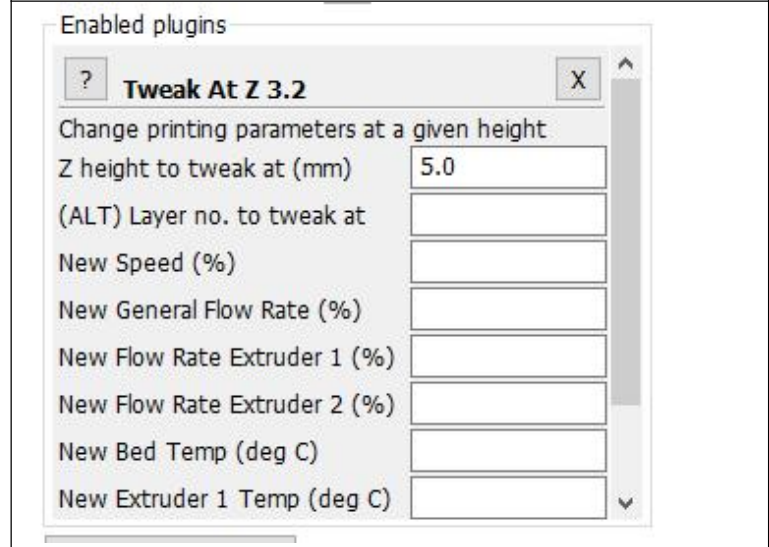 Enabled plugins
? Tweak At Z 3.2 X
Change printing parameters at a given height
Z height to tweak at (mm) 5.0
(ALT) Layer no. to tweak at
New Speed (%)
New General Flow Rate (%)
New Flow Rate Extruder 1 (%)
New Flow Rate Extruder 2 (%)
New Bed Temp (deg C)
New Extruder 1 Temp (deg C)